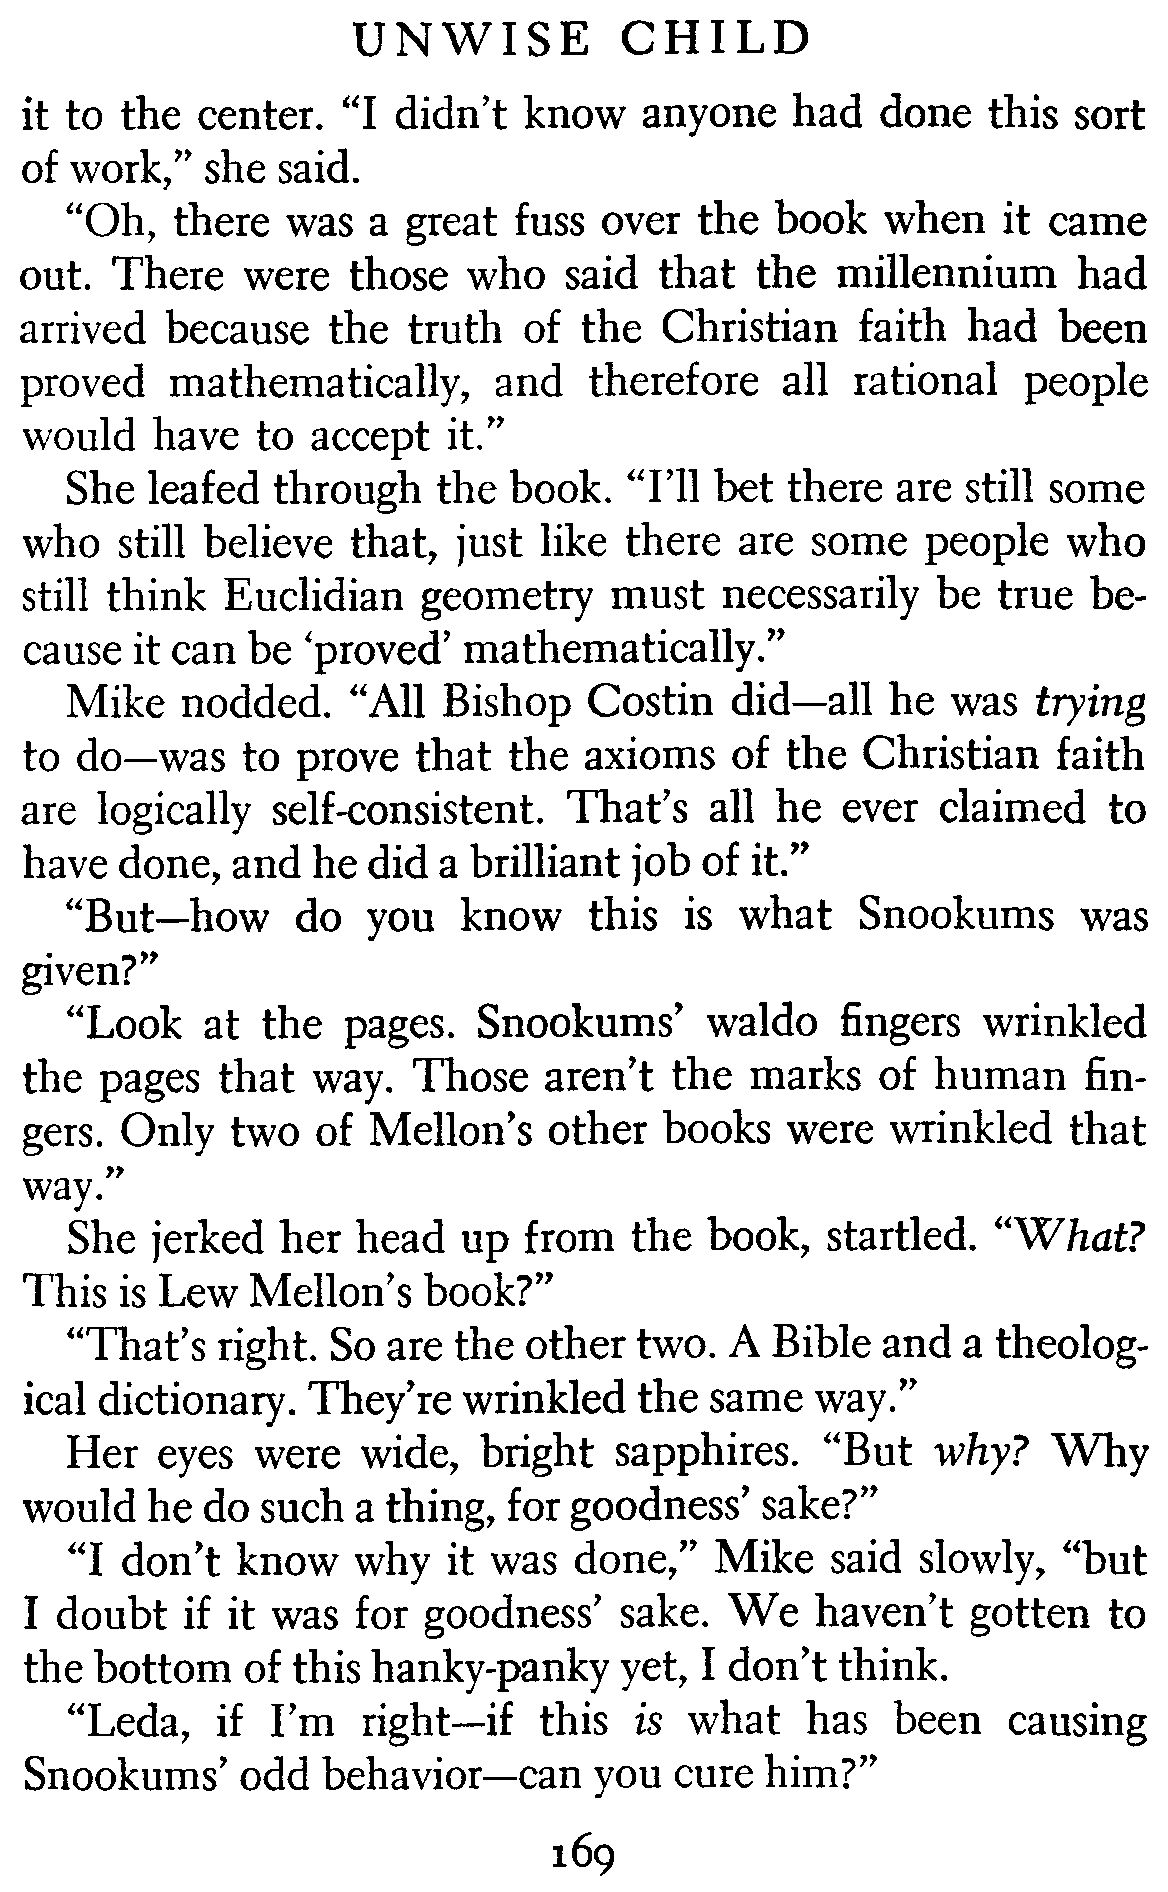 UNWISE CHILD
it to the center. “I didn’t know anyone had done this sort
of work,” she said.
“Oh, there was a great fuss over the book when it came
out. There were those who said that the millennium had
arrived because the truth of the Christian faith had been
proved mathematically, and therefore all rational people
would have to accept it.”
She leafed through the book. “I’ll bet there are still some
who still believe that, just like there are some people who
still think Euclidian geometry must necessarily be true be-
cause it can be ‘proved’ mathematically.”
Mike nodded. “All Bishop Costin did—all he was trying
to do—was to prove that the axioms of the Christian faith
are logically self-consistent. That’s all he ever claimed to
have done, and he did a brilliant job of it.”
“But—how do you know this is what Snookums was
given?”
“Look at the pages. Snookums’ waldo fingers wrinkled
the pages that way. Those aren’t the marks of human fin-
gers. Only two of Mellon’s other books were wrinkled that
way.”
She jerked her head up from the book, startled. “What?
This is Lew Mellon’s book?”
“That’s right. So are the other two. A Bible and a theolog-
ical dictionary. They’re wrinkled the same way.”
Her eyes were wide, bright sapphires. “But why? Why
would he do such a thing, for goodness’ sake?”
“I don’t know why it was done,” Mike said slowly, “but
I doubt if it was for goodness’ sake. We haven’t gotten to
the bottom of this hanky-panky yet, I don’t think.
“Leda, if I’m right—if this is what has been causing
Snookums’ odd behavior—can you cure him?”
169